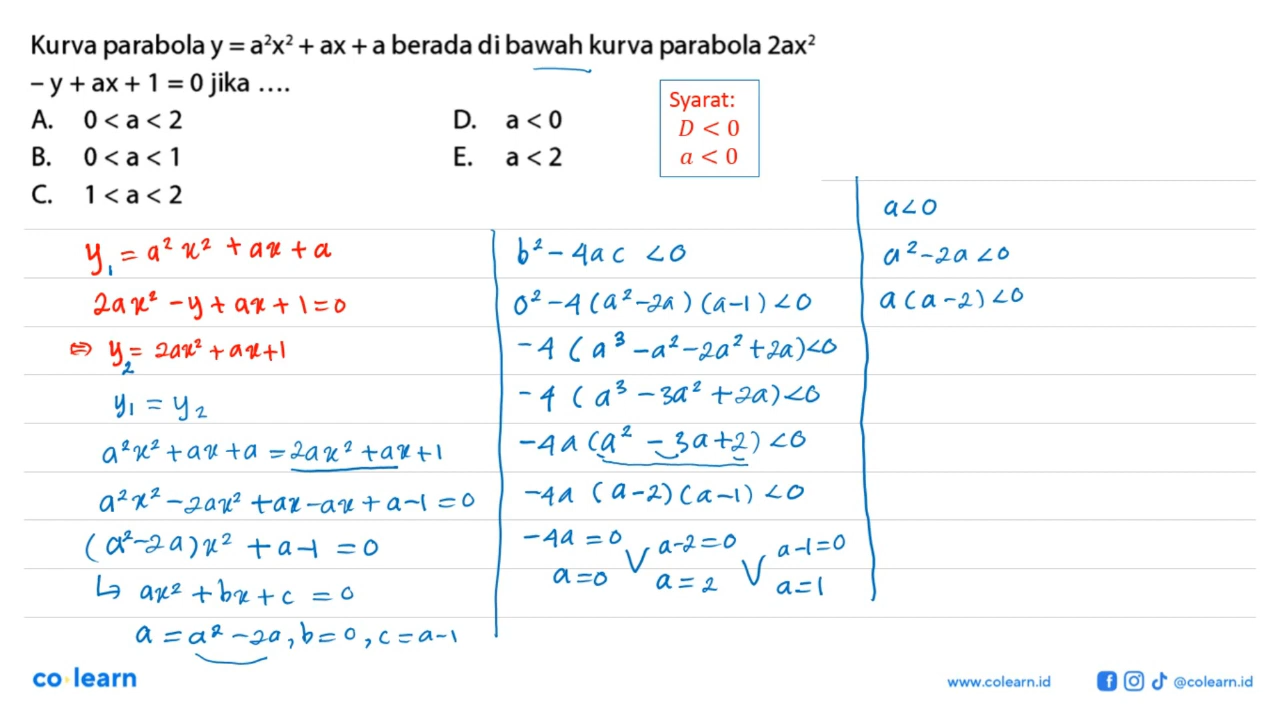 Kurva parabola y = a²x² + ax + a berada di bawah kurva parabola 2ax²
– y + ax + 1 = 0 jika ....
A. 0 < a < 2
B. 0 < a < 1
C. 1 < a < 2
D. a < 0
E. a < 2
Syarat:
D < 0
a < 0
y₁ = a²x² + ax + a
2ax² – y + ax + 1 = 0
⇔ y₂ = 2ax² + ax + 1
y₁ = y₂
a²x² + ax + a = 2ax² + ax + 1
a²x² – 2ax² + ax – ax + a – 1 = 0
(a² – 2a)x² + a – 1 = 0
↳ ax² + bx + c = 0
a = a² – 2a, b = 0, c = a – 1
b² – 4ac < 0
0² – 4(a² – 2a)(a – 1) < 0
–4(a³ – a² – 2a² + 2a) < 0
–4(a³ – 3a² + 2a) < 0
–4a(a² – 3a + 2) < 0
–4a(a – 2)(a – 1) < 0
–4a = 0 ∨ a – 2 = 0 ∨ a – 1 = 0
a = 0 a = 2 a = 1
a < 0
a² – 2a < 0
a(a – 2) < 0
co learn
www.colearn.id
@colearn.id